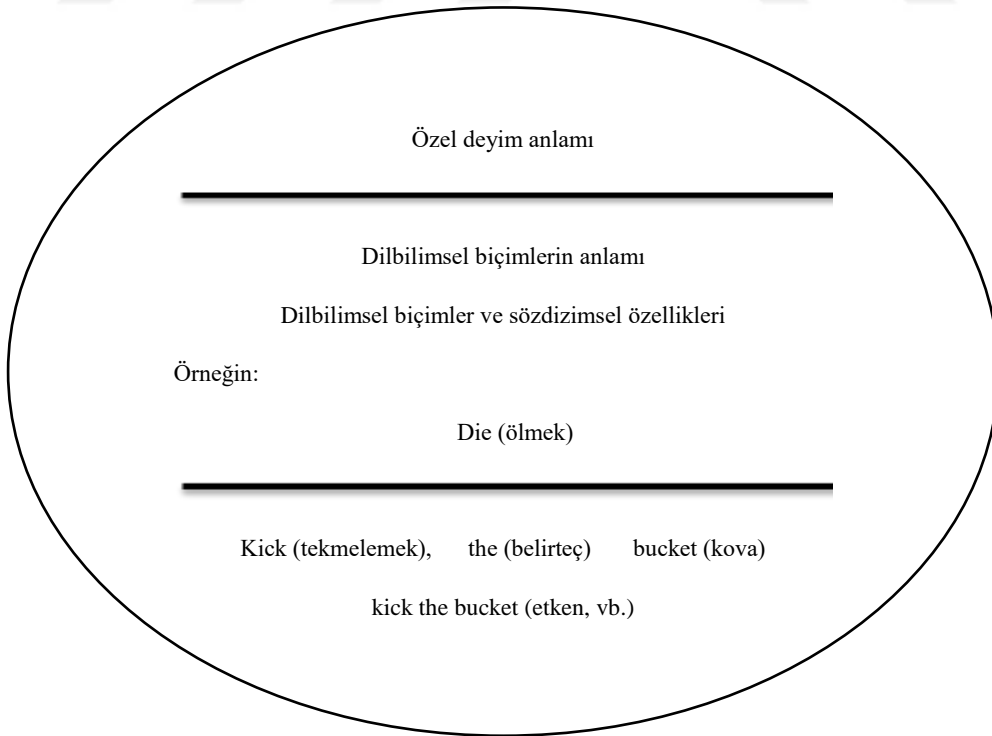 Özel deyim anlamı
Dilbilimsel biçimlerin anlamı
Dilbilimsel biçimler ve sözdizimsel özellikleri
Örneğin:
Die (ölmek)
Kick (tekmelemek), the (belirteç) bucket (kova)
kick the bucket (etken, vb.)